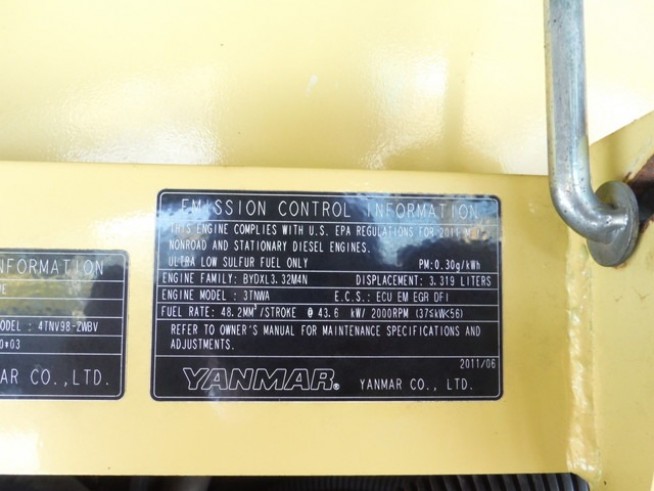 EMISSION CONTROL INFORMATION
THIS ENGINE COMPLIES WITH U.S. EPA REGULATIONS FOR 2011
NONROAD AND STATIONARY DIESEL ENGINES.
ULTRA LOW SULFUR FUEL ONLY PM:0.30g/kWh
ENGINE FAMILY: BYDXL3.32M4N DISPLACEMENT: 3.319 LITERS
ENGINE MODEL : 3TNWA E.C.S.: ECU EM EGR DFI
FUEL RATE: 48.2MM³/STROKE @ 43.6 kW/ 2000RPM (37≤kW<56)
REFER TO OWNER'S MANUAL FOR MAINTENANCE SPECIFICATIONS AND
ADJUSTMENTS.
2011/06
YANMAR® YANMAR CO., LTD.
NFORMATION
ODEL : 4TNV98-ZWBV
MAR CO.,LTD.